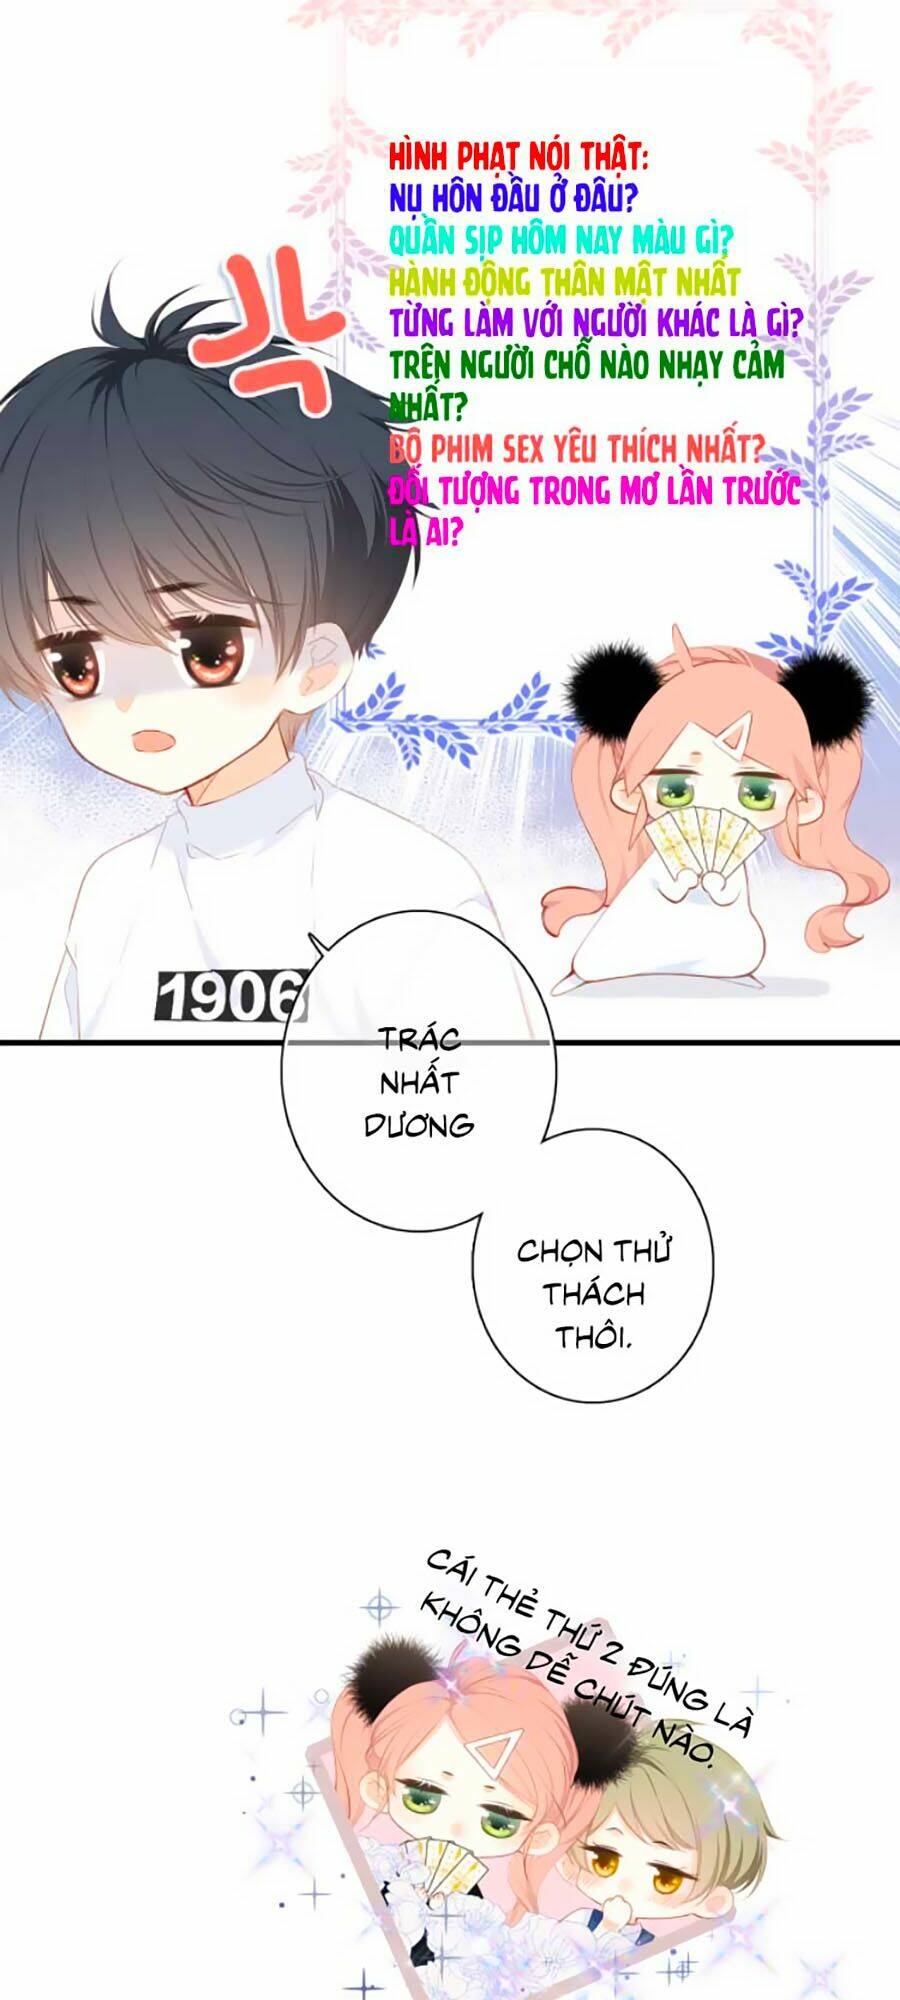 HÌNH PHẠT NÓI THẬT:
NỤ HÔN ĐẦU Ở ĐÂU?
QUẦN SỊP HÔM NAY MÀU GÌ?
HÀNH ĐỘNG THÂN MẬT NHẤT
TỪNG LÀM VỚI NGƯỜI KHÁC LÀ GÌ?
TRÊN NGƯỜI CHỖ NÀO NHẠY CẢM
NHẤT?
BỘ PHIM SEX YÊU THÍCH NHẤT?
ĐỐI TƯỢNG TRONG MƠ LẦN TRƯỚC
LÀ AI?
1906
TRÁC
NHẤT
DƯƠNG
CHỌN THỬ
THÁCH
THÔI.
CÁI THẺ THỨ 2 ĐÚNG LÀ
KHÔNG DỄ CHÚT NÀO.